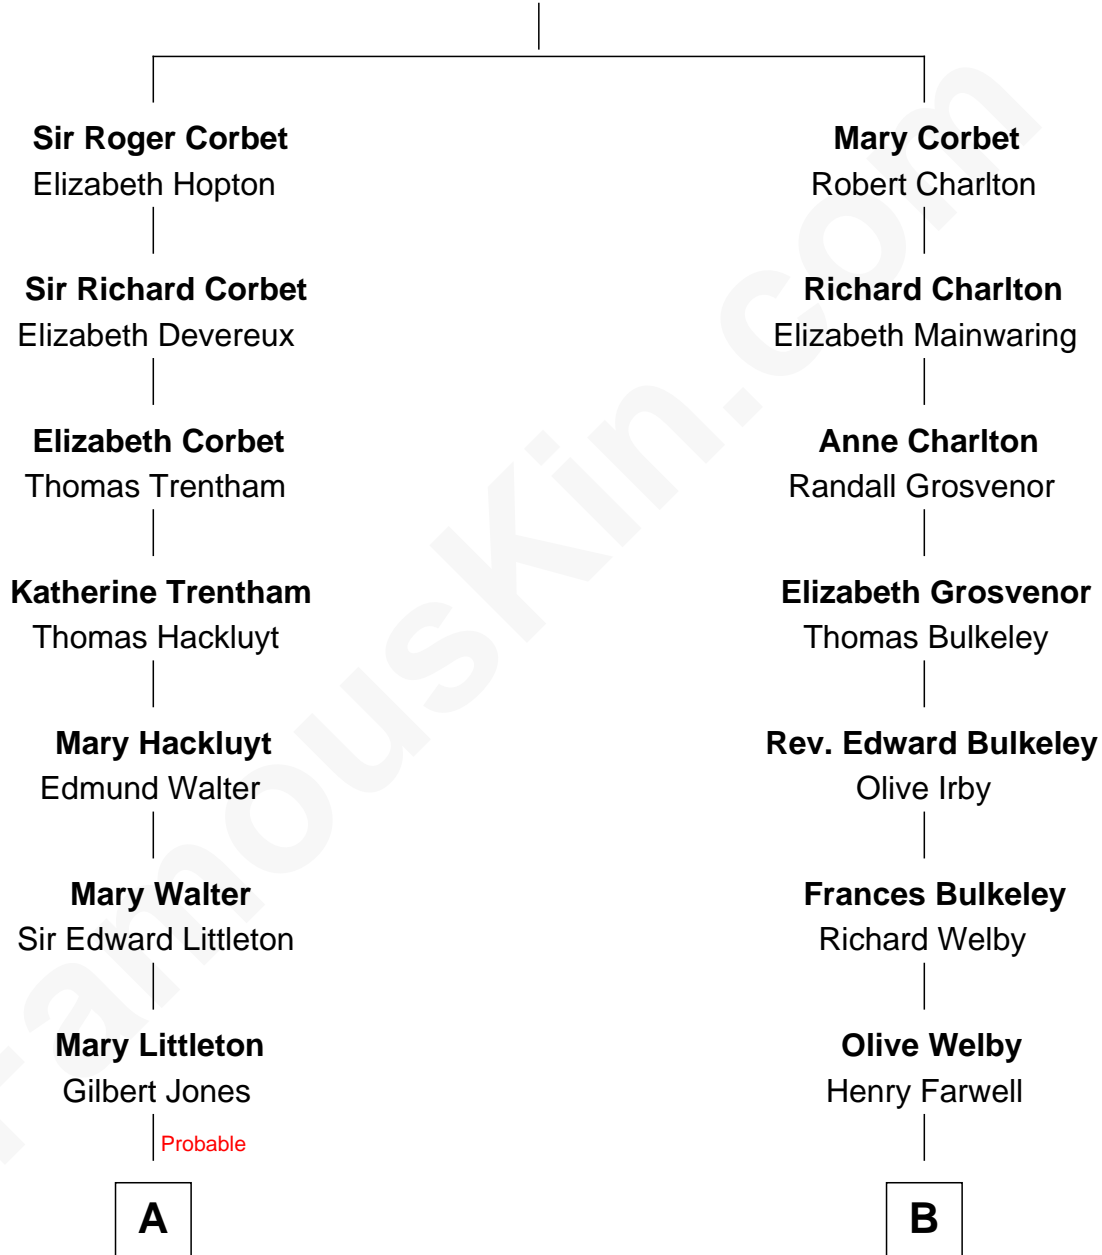 Sir Roger Corbet
Elizabeth Hopton
Sir Richard Corbet
Elizabeth Devereux
Elizabeth Corbet
Thomas Trentham
Katherine Trentham
Thomas Hackluyt
Mary Hackluyt
Edmund Walter
Mary Walter
Sir Edward Littleton
Mary Littleton
Gilbert Jones
Probable
A
Mary Corbet
Robert Charlton
Richard Charlton
Elizabeth Mainwaring
Anne Charlton
Randall Grosvenor
Elizabeth Grosvenor
Thomas Bulkeley
Rev. Edward Bulkeley
Olive Irby
Frances Bulkeley
Richard Welby
Olive Welby
Henry Farwell
B
FamousKin.com